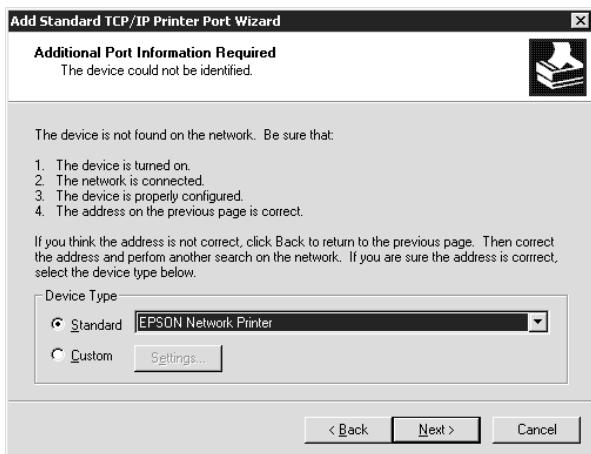 Add Standard TCP/IP Printer Port Wizard
Additional Port Information Required
The device could not be identified.
The device is not found on the network. Be sure that:
1. The device is turned on.
2. The network is connected.
3. The device is properly configured.
4. The address on the previous page is correct.
If you think the address is not correct, click Back to return to the previous page. Then correct
the address and perfom another search on the network. If you are sure the address is corrrect,
select the device type below.
Device Type
Standard EPSON Network Printer
Custom Settings...
< Back Next > Cancel